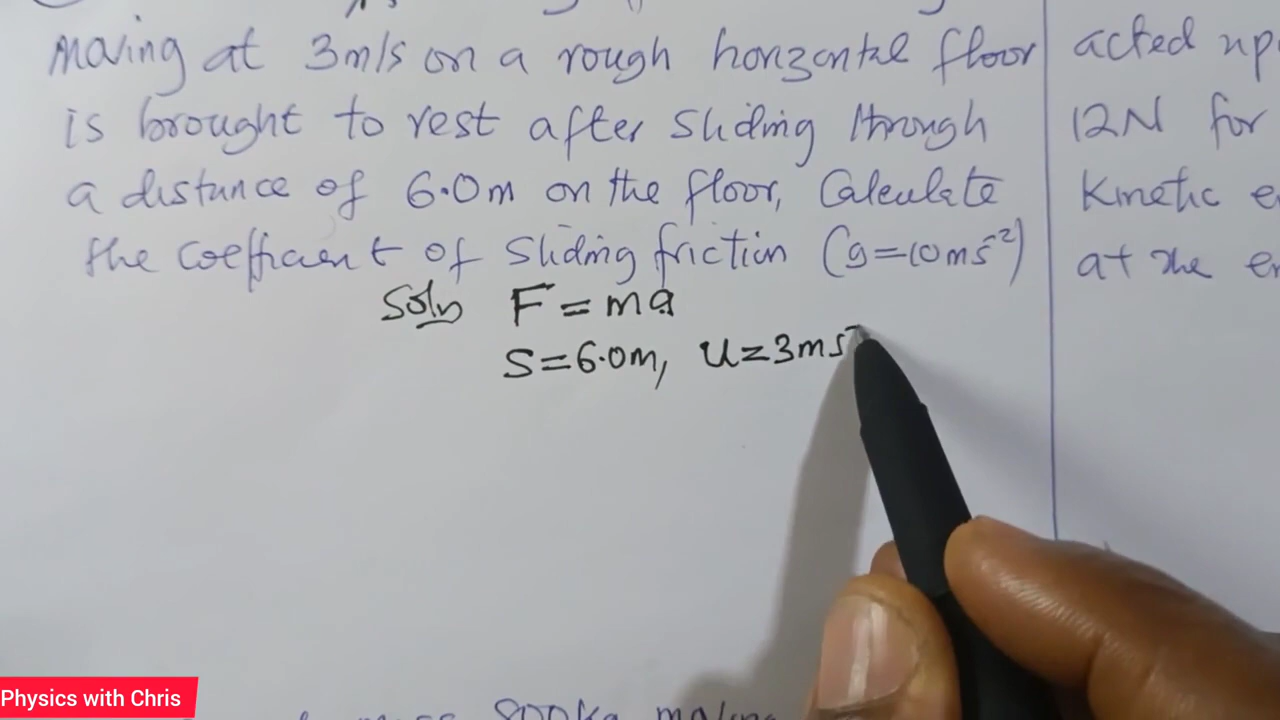 moving at 3m/s on a rough horizontal floor
is brought to rest after sliding through
a distance of 6.0m on the floor, Calculate
the coefficient of sliding friction (g=10ms⁻²)
Soln F = ma
S=6.0m, U=3ms⁻
acted up
12N for
Kinetic e
at the e
mass
Physics with Chris